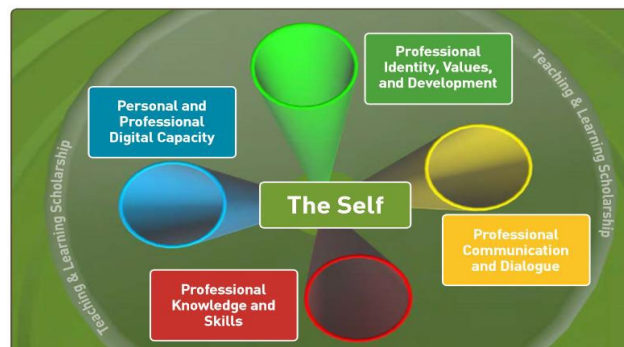 Professional
Identity, Values,
and Development
Teaching & Learning Scholarship
Personal and
Professional
Digital Capacity
The Self
Professional
Communication
and Dialogue
Professional
Knowledge and
Skills
Teaching & Learning Scholarship